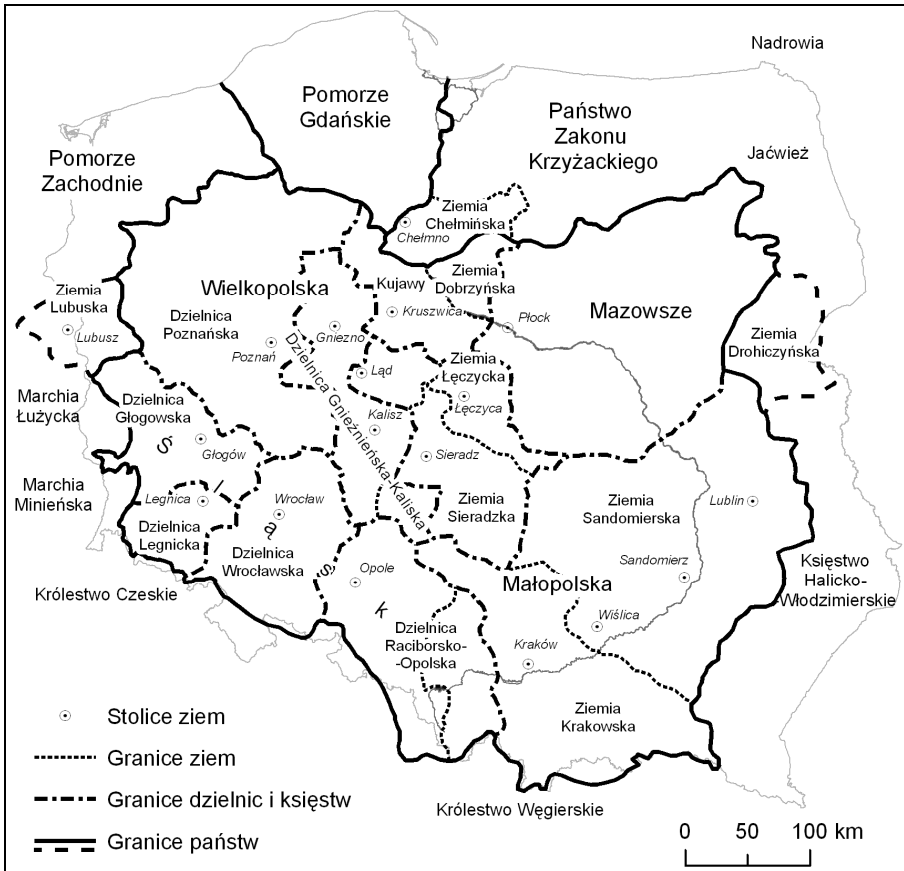 Nadrowia
Pomorze
Gdańskie
Państwo
Zakonu
Krzyżackiego
Jaćwież
Pomorze
Zachodnie
Ziemia
Chełmińska
Chełmno
Ziemia
Lubuska
Lubusz
Wielkopolska
Dzielnica
Poznańska
Poznań
Gniezno
Kujawy
Kruszwica
Ziemia
Dobrzyńska
Płock
Mazowsze
Ziemia
Drohiczyńska
Dzielnica Gnieźnieńska-Kaliska
Ląd
Kalisz
Ziemia
Łęczycka
Łęczyca
Marchia
Łużycka
Dzielnica
Głogowska
Głogów
Śląsk
Sieradz
Ziemia
Sieradzka
Marchia
Minieńska
Legnica
Dzielnica
Legnicka
Wrocław
Dzielnica
Wrocławska
Ziemia
Sandomierska
Lublin
Sandomierz
Księstwo
Halicko-
-Włodzimierskie
Królestwo Czeskie
Opole
Małopolska
Wiślica
Dzielnica
Raciborsko-
-Opolska
Kraków
Ziemia
Krakowska
Królestwo Węgierskie
Stolice ziem
Granice ziem
Granice dzielnic i księstw
Granice państw
0 50 100 km